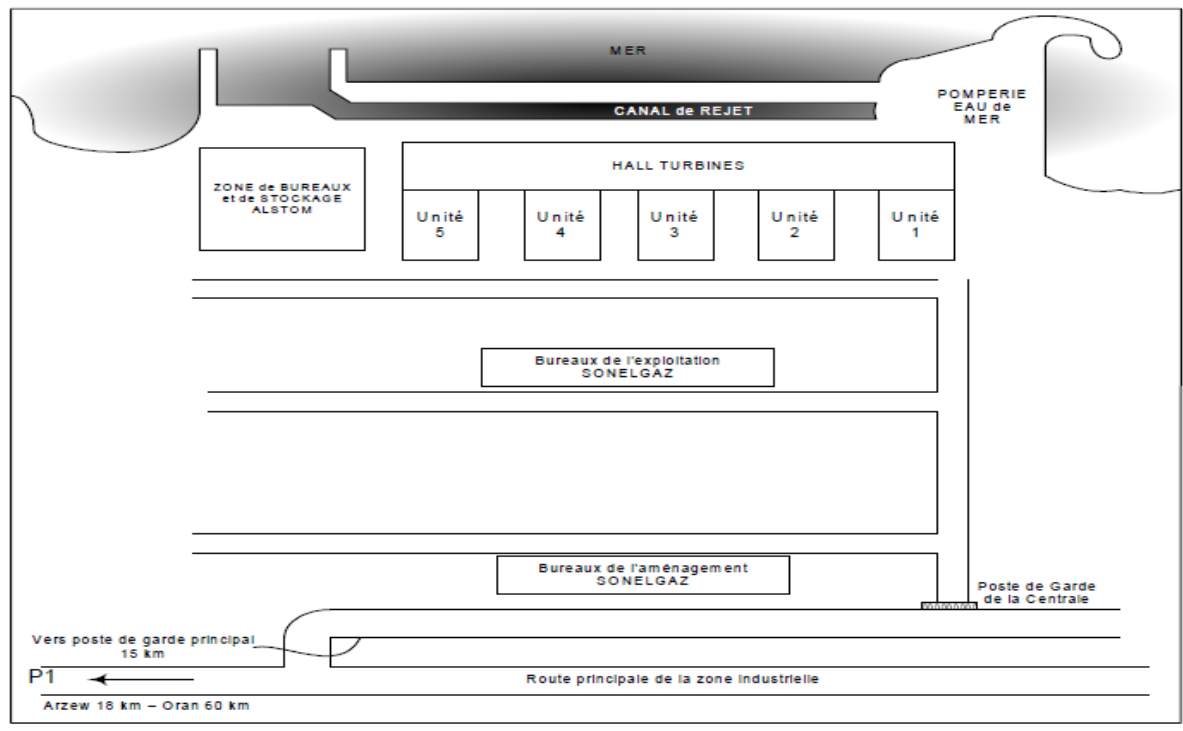 MER
CANAL de REJET
POMPERIE
EAU de
MER
HALL TURBINES
ZONE de BUREAUX
et de STOCKAGE
ALSTOM
Unité
5
Unité
4
Unité
3
Unité
2
Unité
1
Bureaux de l'exploitation
SONELGAZ
Bureaux de l'aménagement
SONELGAZ
Poste de Garde
de la Centrale
Vers poste de garde principal
15 km
P1
Route principale de la zone industrielle
Arzew 18 km – Oran 60 km